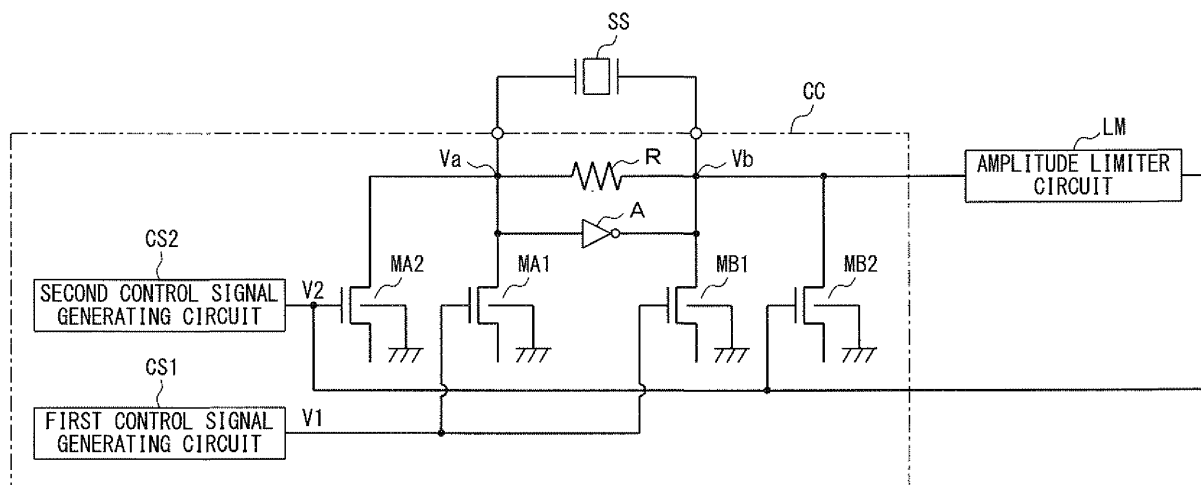 SS
CC
LM
Va
R
Vb
AMPLITUDE LIMITER
CIRCUIT
A
CS2
MA2
MA1
MB1
MB2
SECOND CONTROL SIGNAL
GENERATING CIRCUIT
V2
CS1
FIRST CONTROL SIGNAL
GENERATING CIRCUIT
V1